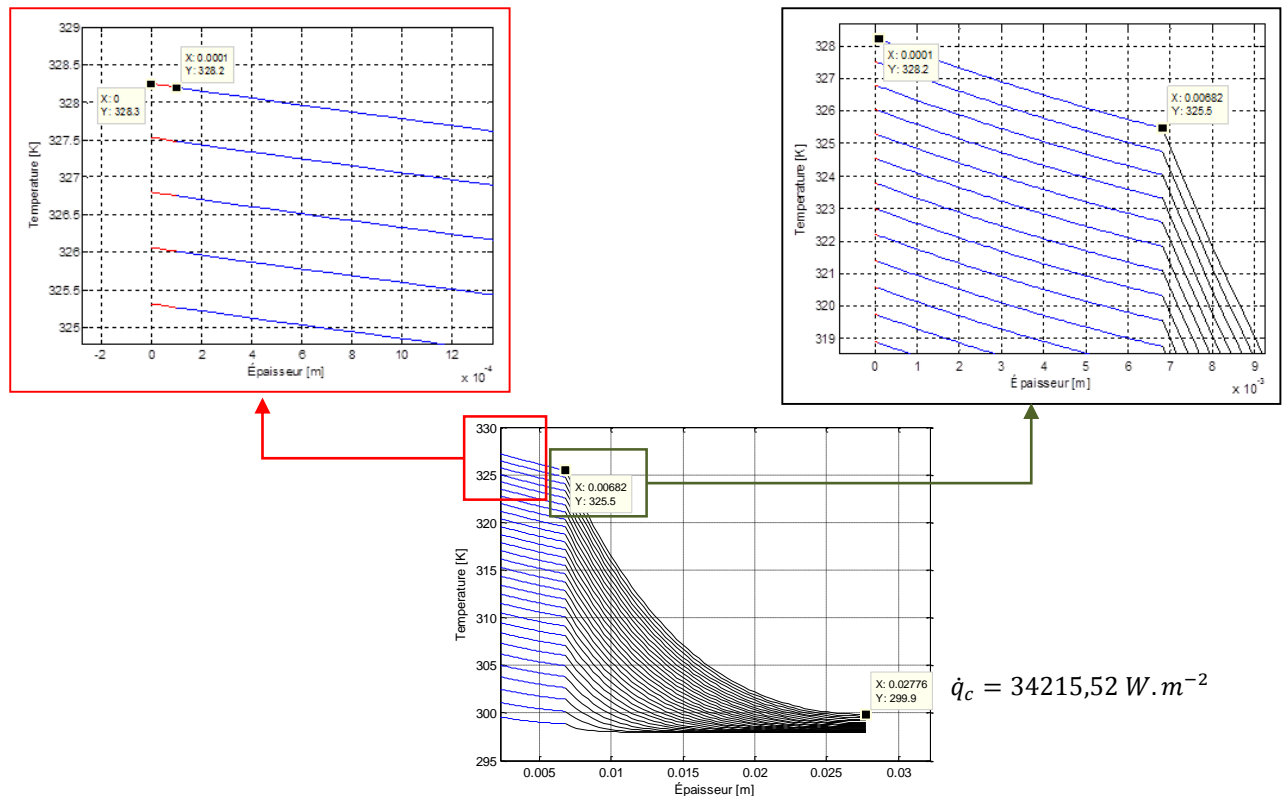 329
328.5
328
327.5
327
326.5
326
325.5
325
Temperature [K]
X: 0.0001
Y: 328.2
X: 0
Y: 328.3
-2 0 2 4 6 8 10 12
Épaisseur [m]
x 10⁻⁴
328
327
326
325
324
323
322
321
320
319
Temperature [K]
X: 0.0001
Y: 328.2
X: 0.00682
Y: 325.5
0 1 2 3 4 5 6 7 8 9
Épaisseur [m]
x 10⁻³
330
325
320
315
310
305
300
295
Temperature [K]
X: 0.00682
Y: 325.5
X: 0.02776
Y: 299.9
0.005 0.01 0.015 0.02 0.025 0.03
Épaisseur [m]
q̇c = 34215,52 W.m⁻²